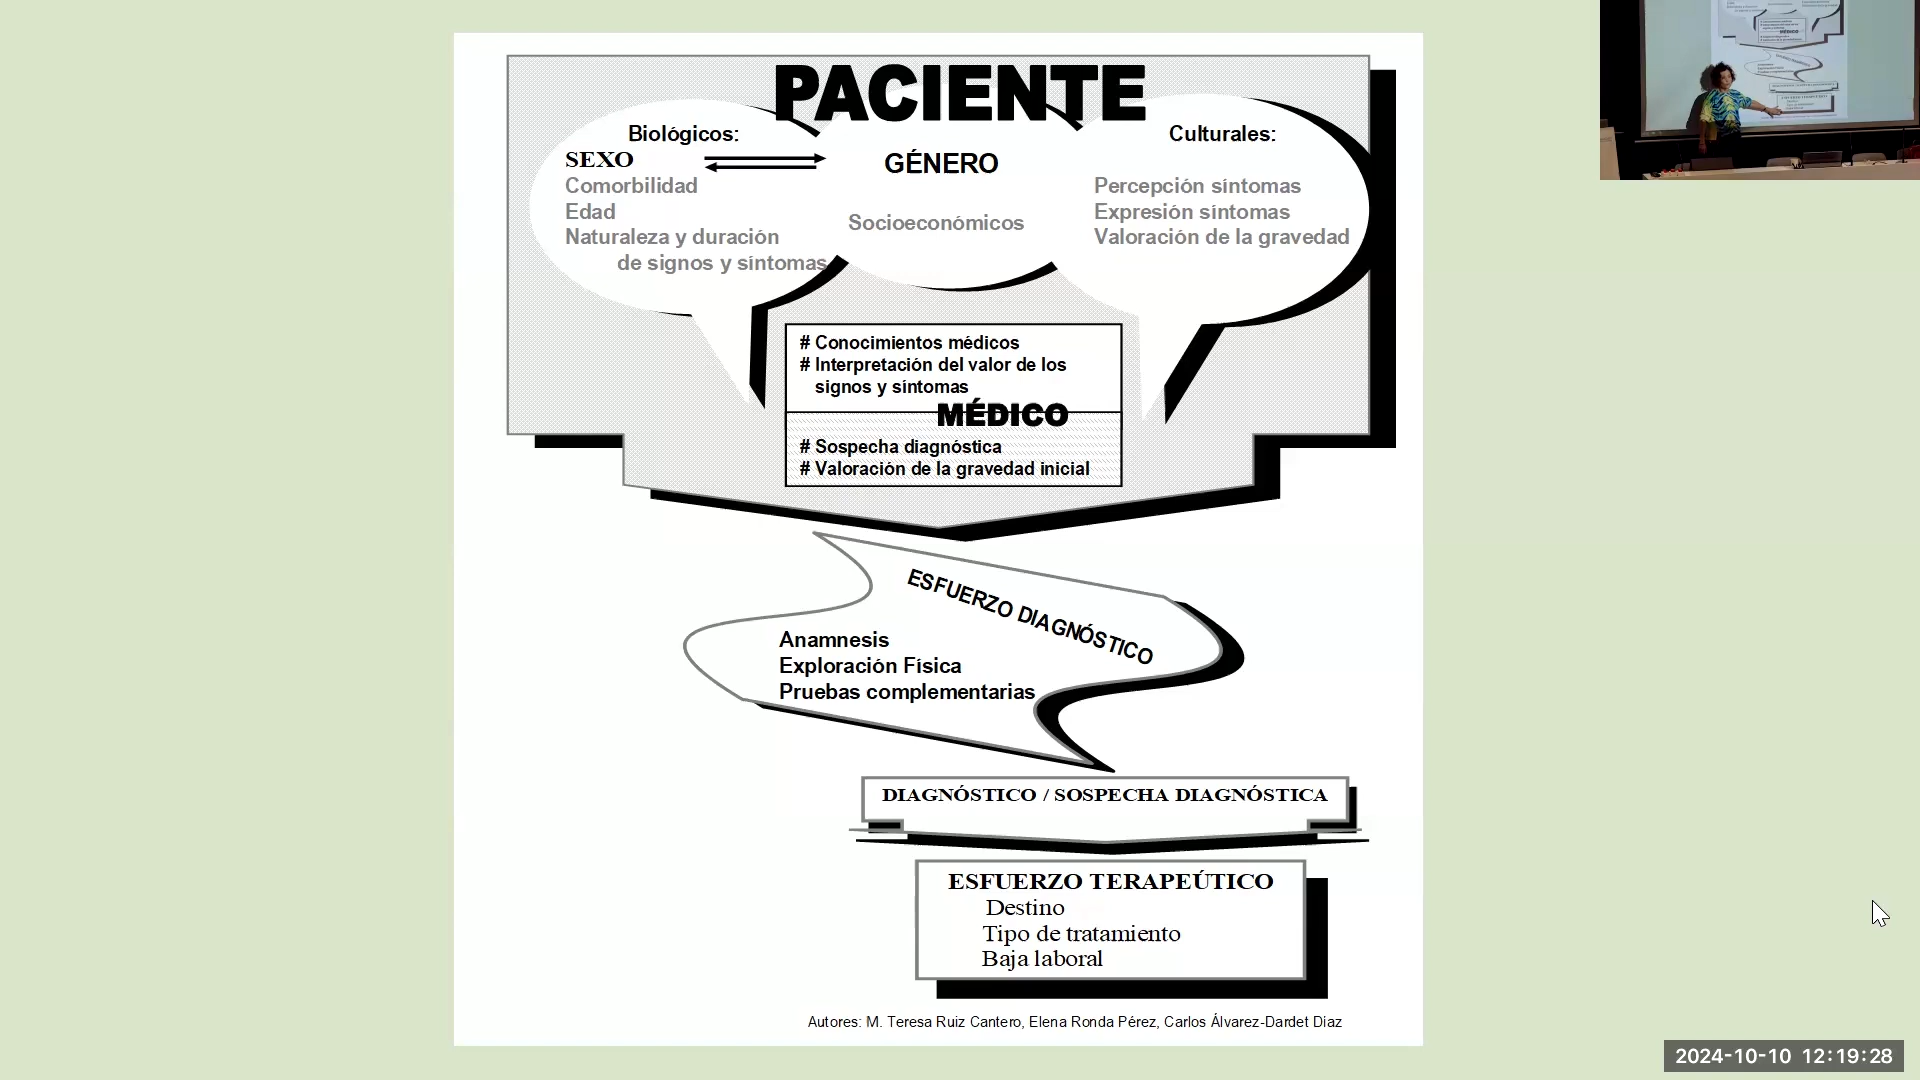 PACIENTE
Biológicos:
SEXO
Comorbilidad
Edad
Naturaleza y duración
de signos y síntomas
GÉNERO
Socioeconómicos
Culturales:
Percepción síntomas
Expresión síntomas
Valoración de la gravedad
# Conocimientos médicos
# Interpretación del valor de los
signos y síntomas
MÉDICO
# Sospecha diagnóstica
# Valoración de la gravedad inicial
ESFUERZO DIAGNÓSTICO
Anamnesis
Exploración Física
Pruebas complementarias
DIAGNÓSTICO / SOSPECHA DIAGNÓSTICA
ESFUERZO TERAPEÚTICO
Destino
Tipo de tratamiento
Baja laboral
Autores: M. Teresa Ruiz Cantero, Elena Ronda Pérez, Carlos Álvarez-Dardet Díaz
2024-10-10 12:19:28